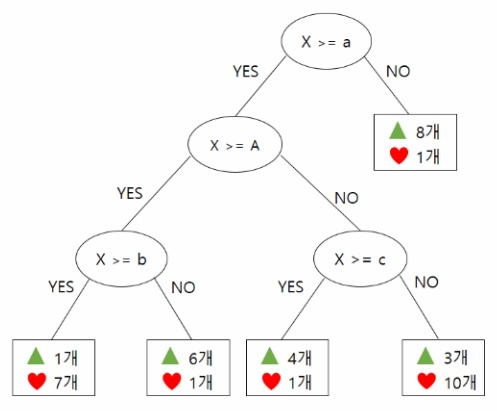 X >= a
YES
NO
8개
1개
X >= A
YES
NO
X >= b
X >= c
YES
NO
YES
NO
1개
7개
6개
1개
4개
1개
3개
10개